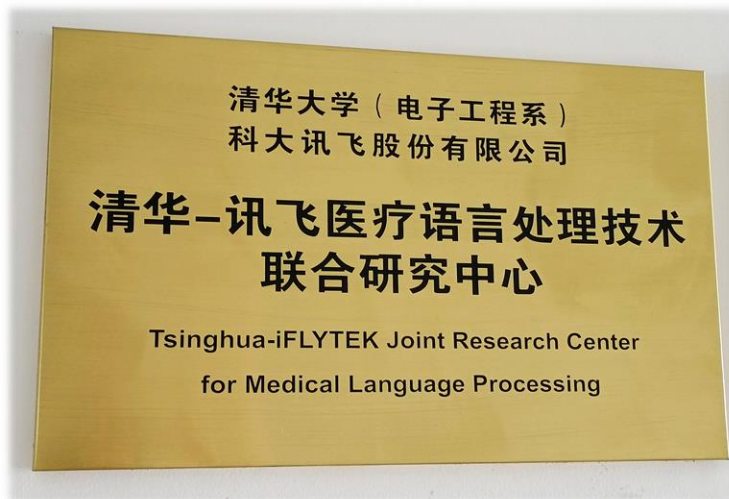 清华大学（电子工程系）
科大讯飞股份有限公司
清华-讯飞医疗语言处理技术
联合研究中心
Tsinghua-iFLYTEK Joint Research Center
for Medical Language Processing